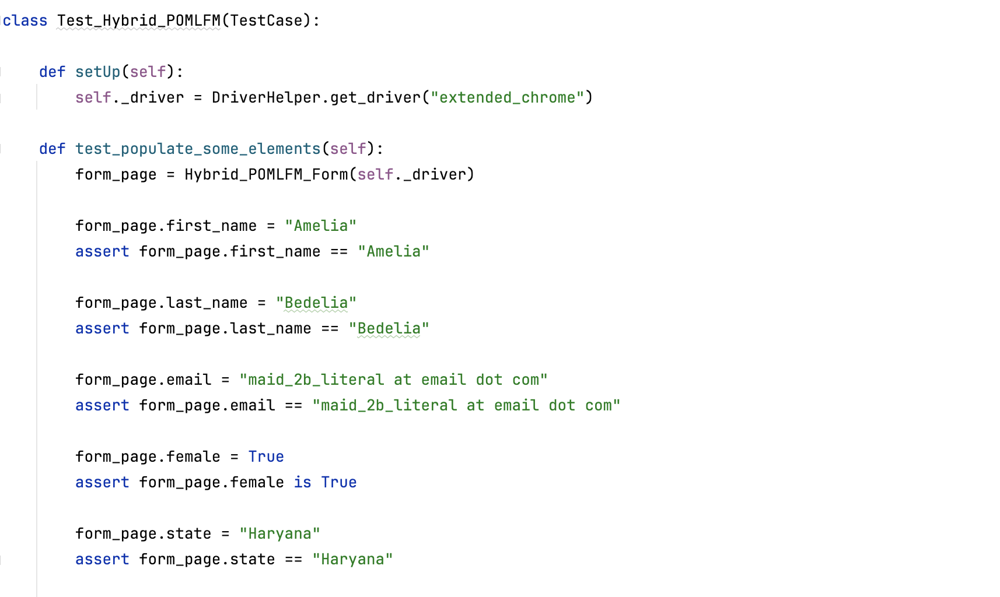 class Test_Hybrid_POMLFM(TestCase):
def setUp(self):
self._driver = DriverHelper.get_driver("extended_chrome")
def test_populate_some_elements(self):
form_page = Hybrid_POMLFM_Form(self._driver)
form_page.first_name = "Amelia"
assert form_page.first_name == "Amelia"
form_page.last_name = "Bedelia"
assert form_page.last_name == "Bedelia"
form_page.email = "maid_2b_literal at email dot com"
assert form_page.email == "maid_2b_literal at email dot com"
form_page.female = True
assert form_page.female is True
form_page.state = "Haryana"
assert form_page.state == "Haryana"